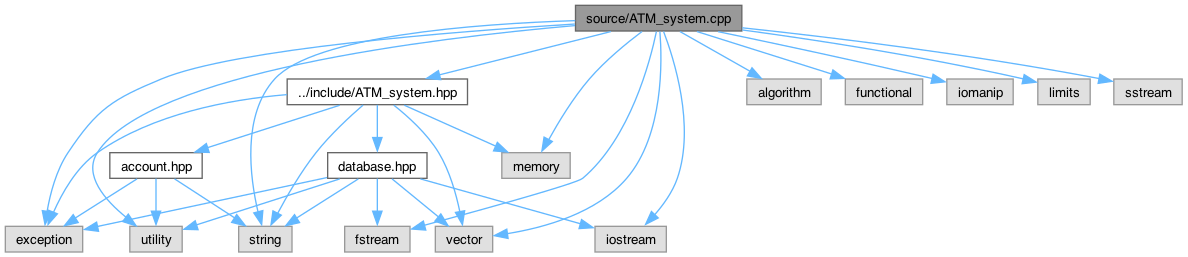 source/ATM_system.cpp
../include/ATM_system.hpp
algorithm
functional
iomanip
limits
sstream
account.hpp
database.hpp
memory
exception
utility
string
fstream
vector
iostream